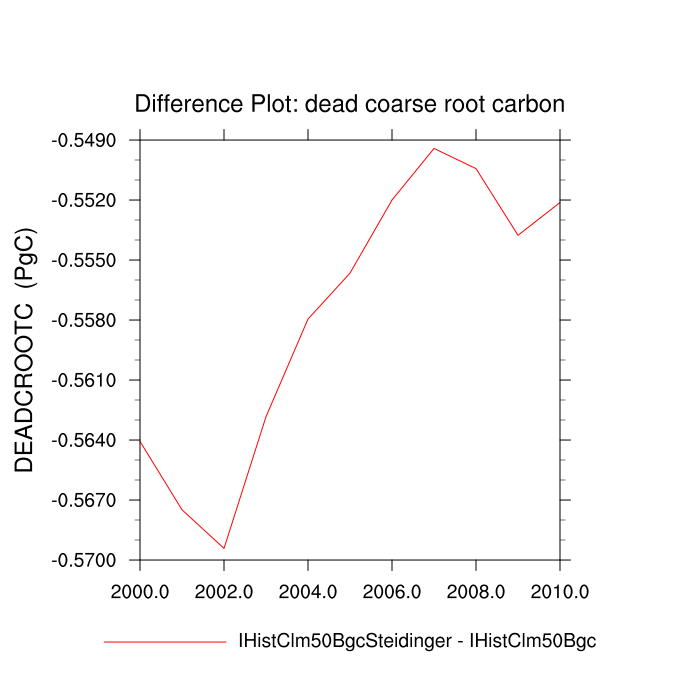 Difference Plot: dead coarse root carbon
DEADCROOTC (PgC)
-0.5490
-0.5520
-0.5550
-0.5580
-0.5610
-0.5640
-0.5670
-0.5700
2000.0 2002.0 2004.0 2006.0 2008.0 2010.0
IHistClm50BgcSteidinger - IHistClm50Bgc